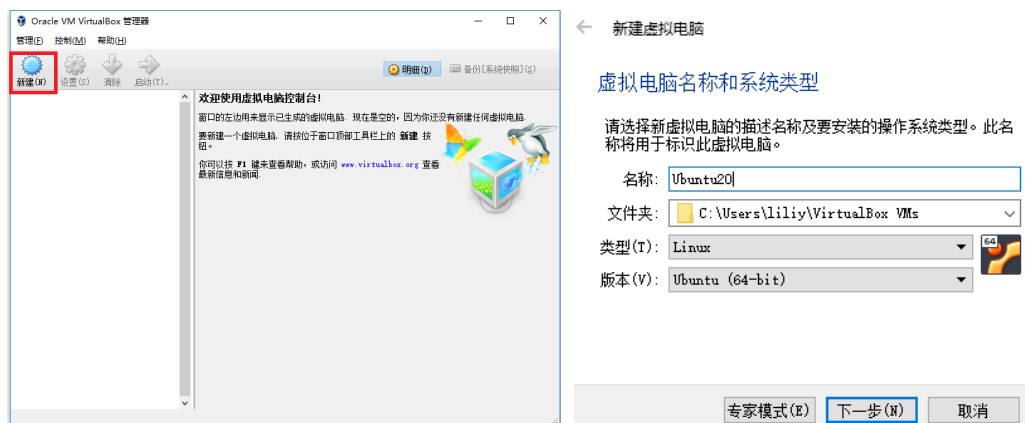 Oracle VM VirtualBox 管理器
管理(F) 控制(M) 帮助(H)
新建(N) 设置(S) 清除 启动(T)
明细(D) 备份[系统快照](S)
欢迎使用虚拟电脑控制台!
窗口的左边用来显示已生成的虚拟电脑. 现在是空的, 因为你还没有新建任何虚拟电脑.
要新建一个虚拟电脑, 请按位于窗口顶部工具栏上的 新建 按
钮。
你可以按 F1 键来查看帮助, 或访问 www.virtualbox.org 查看
最新信息和新闻.
新建虚拟电脑
虚拟电脑名称和系统类型
请选择新虚拟电脑的描述名称及要安装的操作系统类型。此名
称将用于标识此虚拟电脑。
名称: Ubuntu20
文件夹: C:\Users\liliy\VirtualBox VMs
类型(T): Linux
64
版本(V): Ubuntu (64-bit)
专家模式(E) 下一步(N) 取消